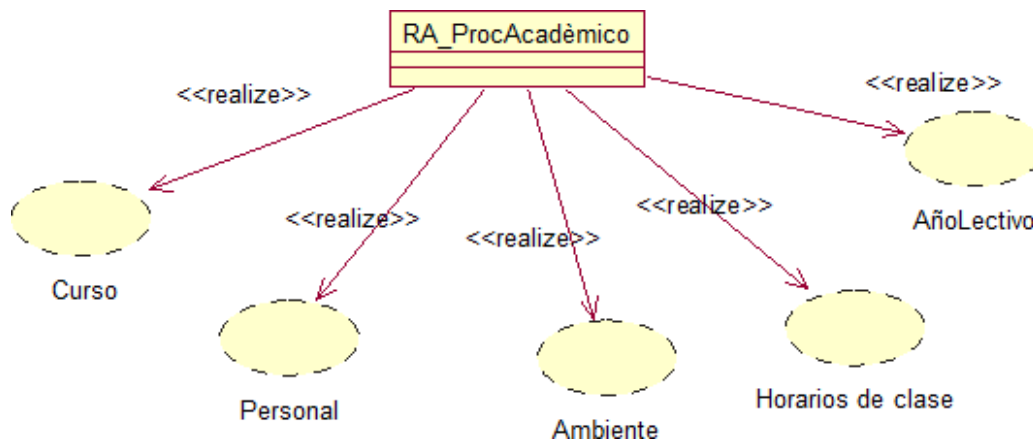 RA_ProcAcadèmico
<<realize>>
<<realize>>
<<realize>>
<<realize>>
<<realize>>
AñoLectivo
Curso
Personal
Ambiente
Horarios de clase